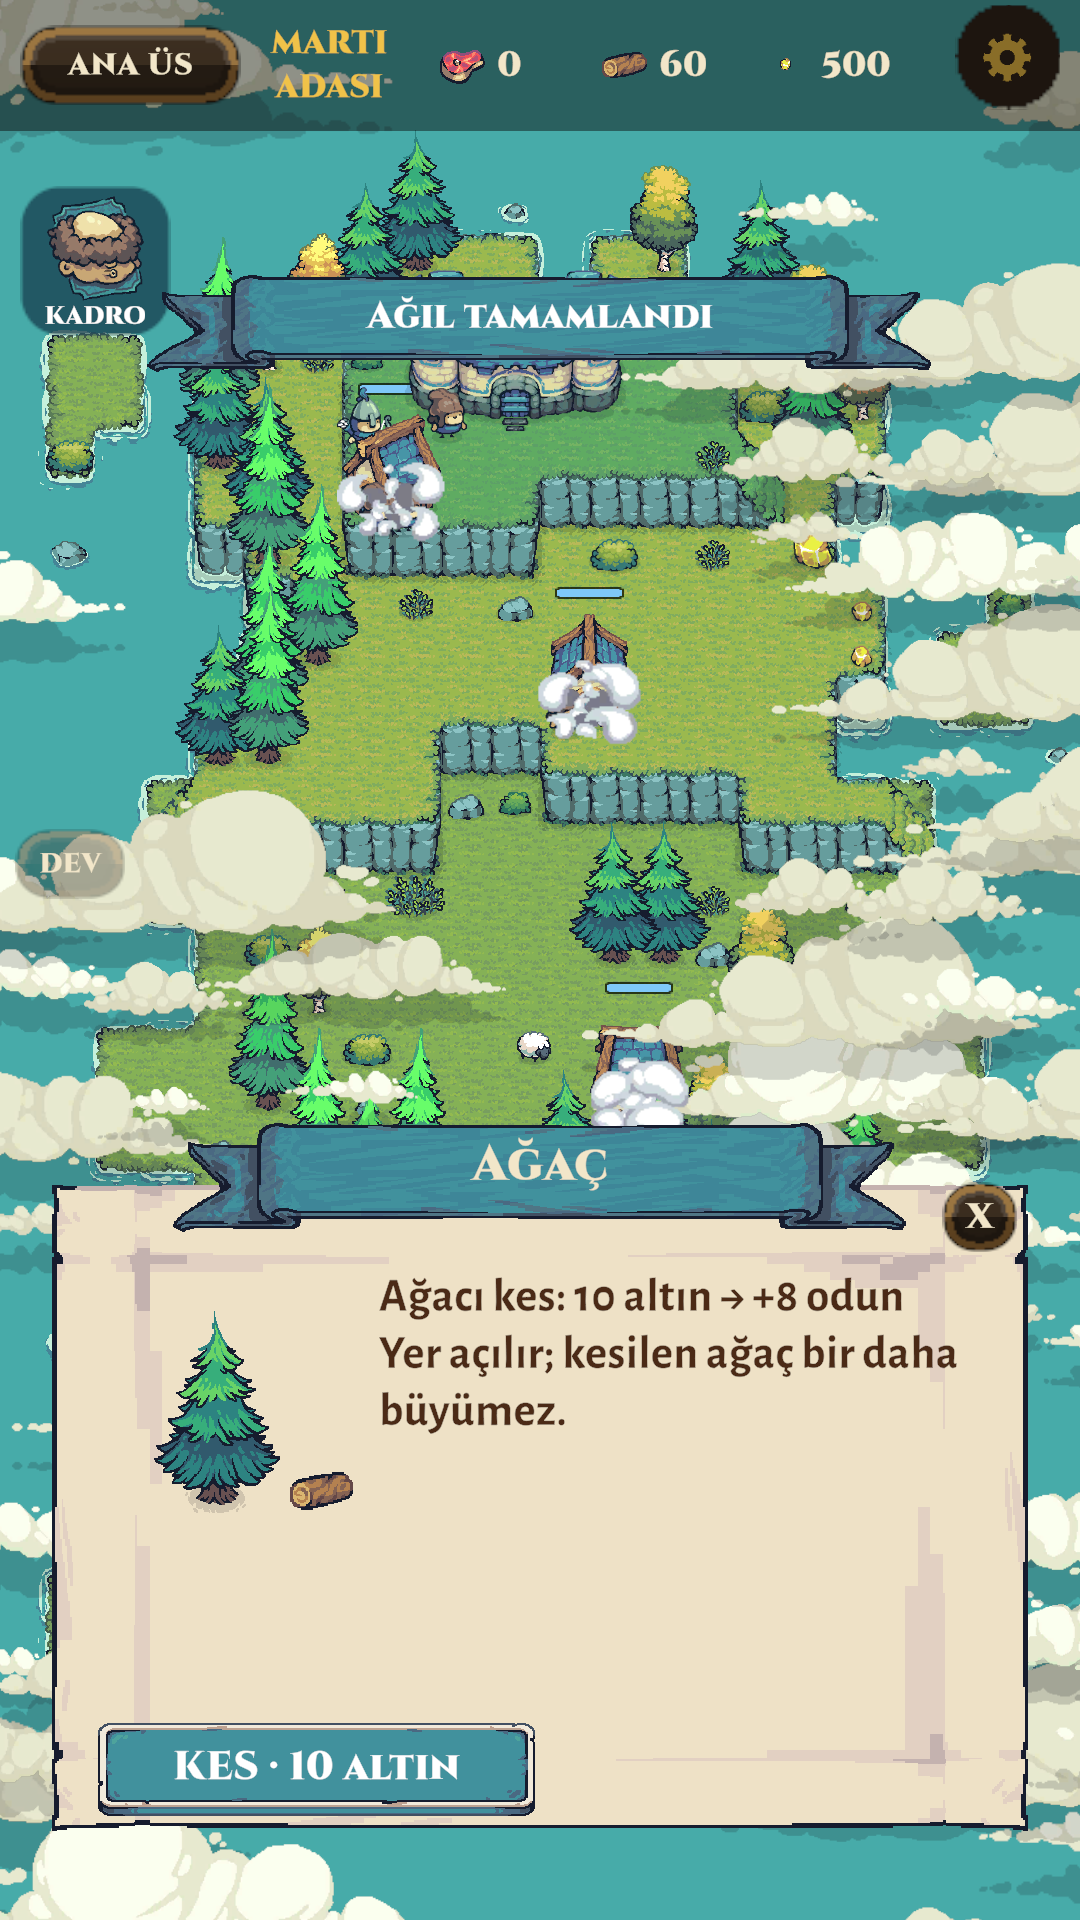 ANA ÜS
MARTI
ADASI
0
60
500
KADRO
AĞIL TAMAMLANDI
DEV
AĞAÇ
X
Ağacı kes: 10 altın → +8 odun
Yer açılır; kesilen ağaç bir daha
büyümez.
KES · 10 ALTIN